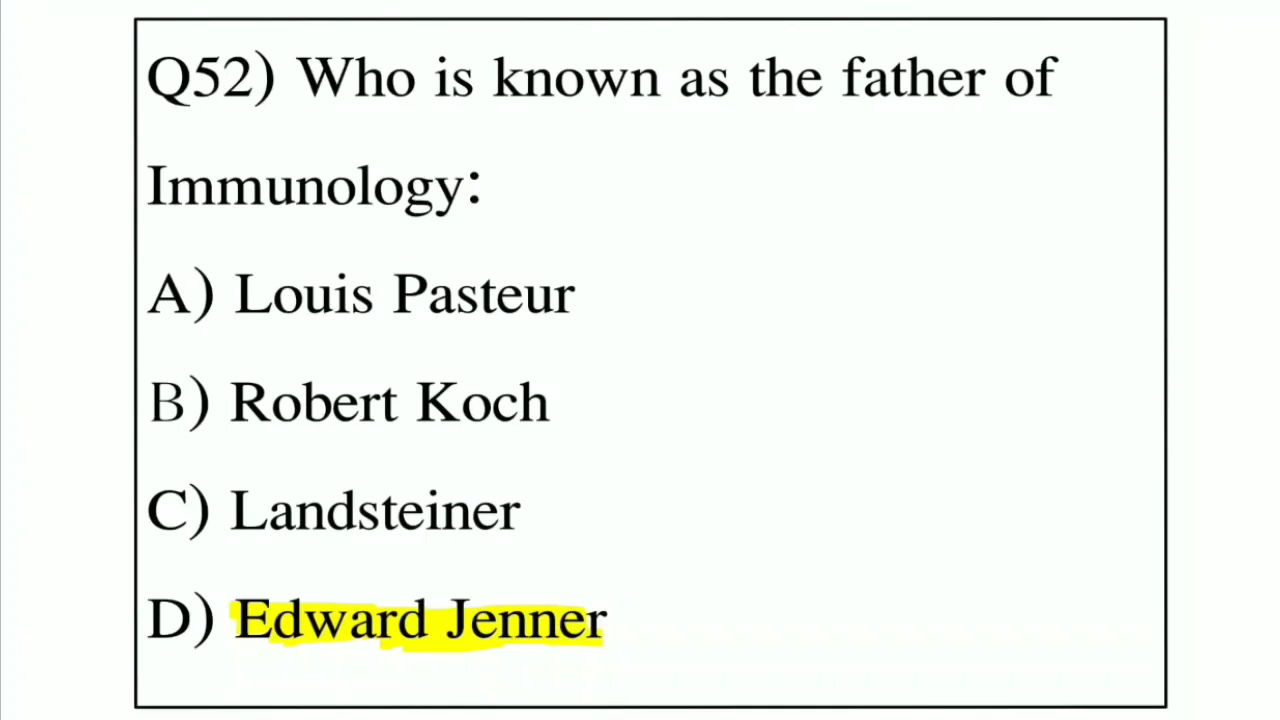 Q52) Who is known as the father of
Immunology:
A) Louis Pasteur
B) Robert Koch
C) Landsteiner
D) Edward Jenner